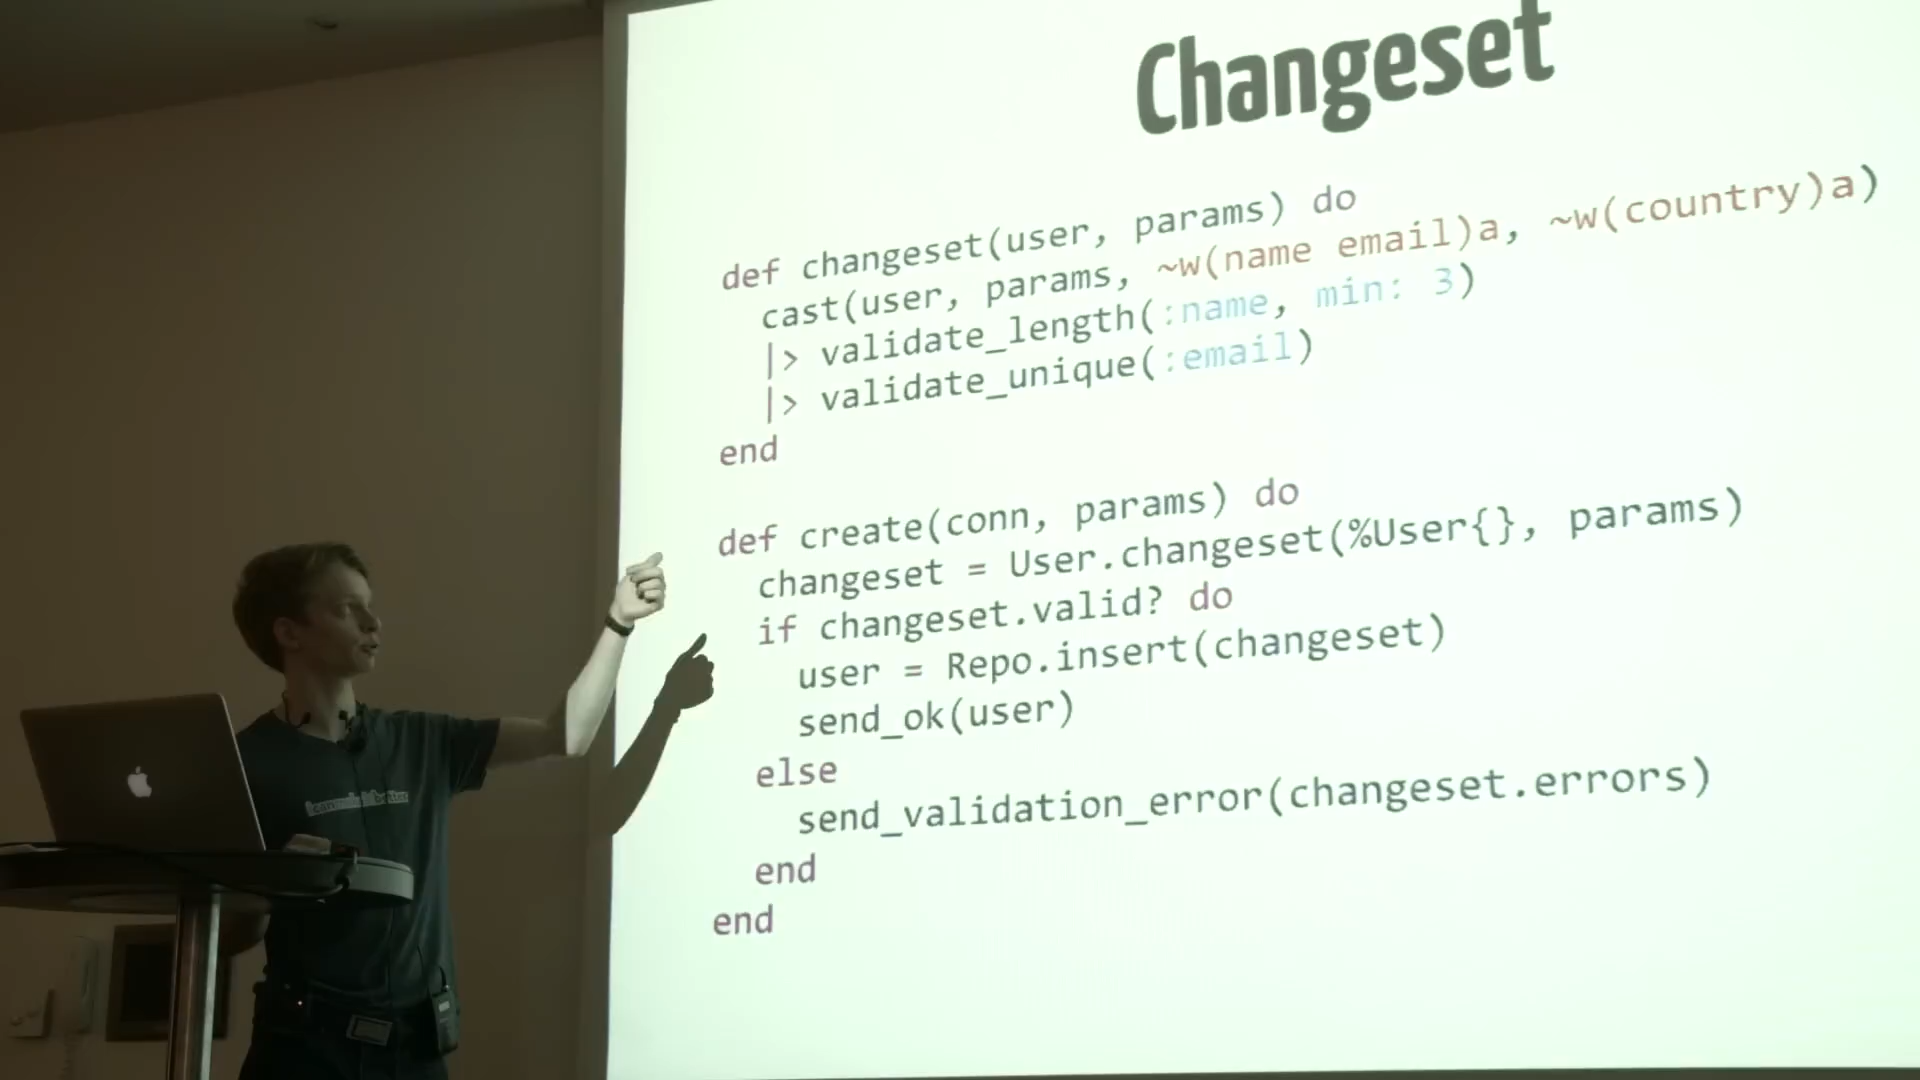 Changeset
def changeset(user, params) do
cast(user, params, ~w(name email)a, ~w(country)a)
|> validate_length(:name, min: 3)
|> validate_unique(:email)
end
def create(conn, params) do
changeset = User.changeset(%User{}, params)
if changeset.valid? do
user = Repo.insert(changeset)
send_ok(user)
else
send_validation_error(changeset.errors)
end
end